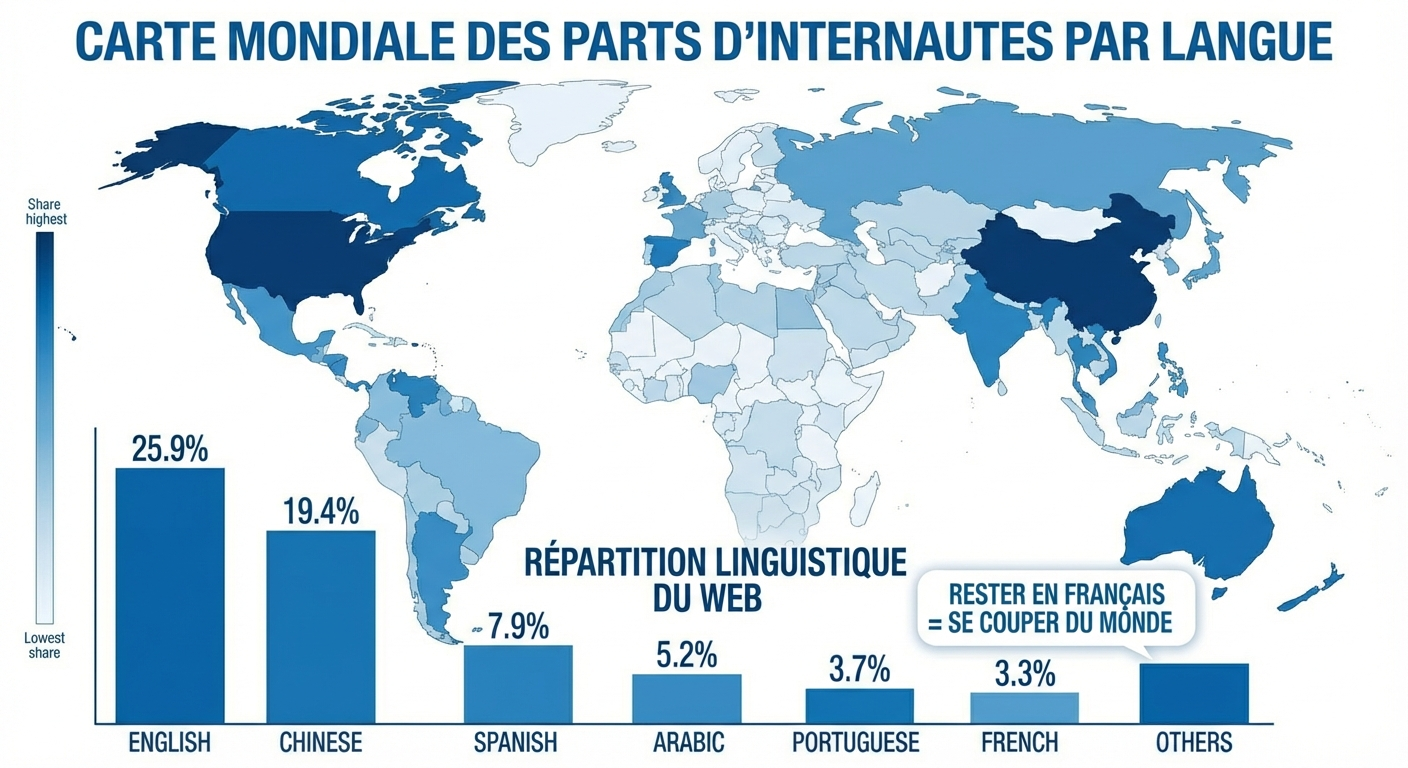 CARTE MONDIALE DES PARTS D'INTERNAUTES PAR LANGUE
Share
highest
Lowest
share
RÉPARTITION LINGUISTIQUE
DU WEB
RESTER EN FRANÇAIS
= SE COUPER DU MONDE
25.9%
19.4%
7.9%
5.2%
3.7%
3.3%
ENGLISH
CHINESE
SPANISH
ARABIC
PORTUGUESE
FRENCH
OTHERS